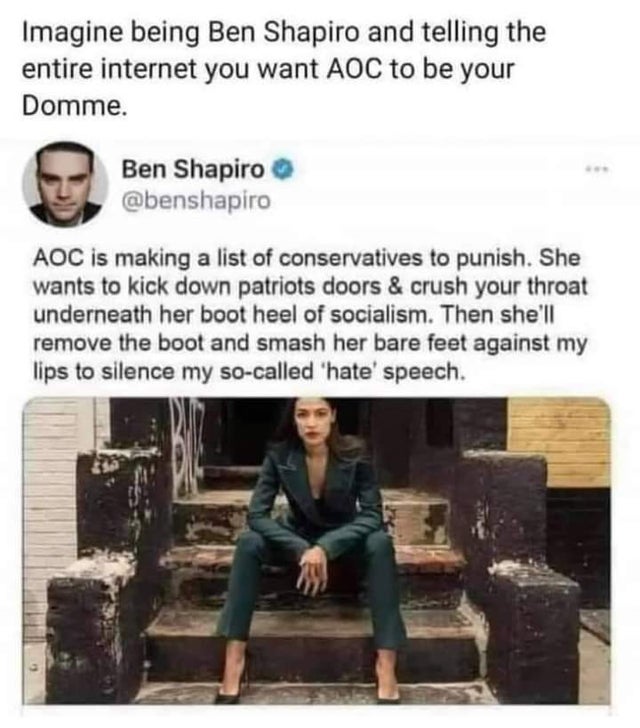 Imagine being Ben Shapiro and telling the
entire internet you want AOC to be your
Domme.
Ben Shapiro
@benshapiro
AOC is making a list of conservatives to punish. She
wants to kick down patriots doors & crush your throat
underneath her boot heel of socialism. Then she'll
remove the boot and smash her bare feet against my
lips to silence my so-called 'hate' speech.